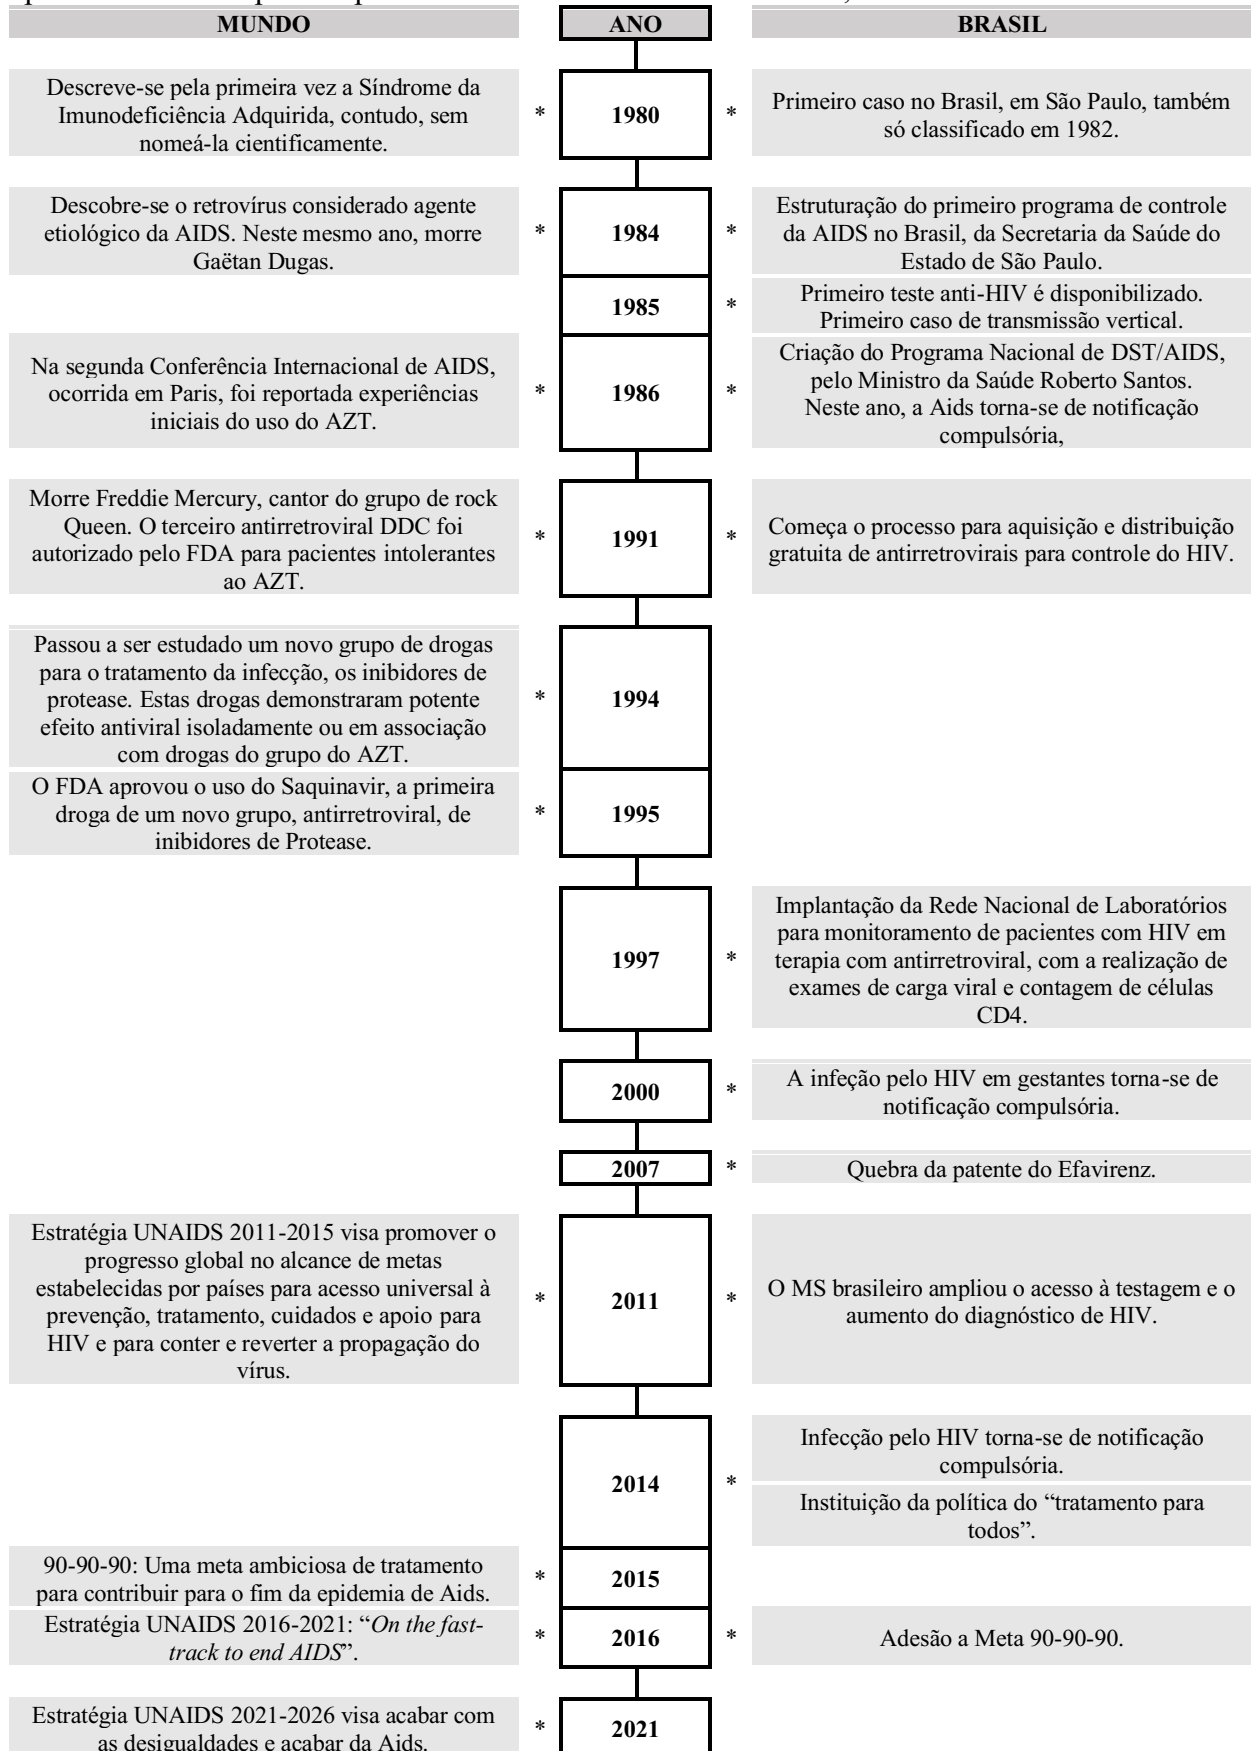 MUNDO
ANO
BRASIL
Descreve-se pela primeira vez a Síndrome da
Imunodeficiência Adquirida, contudo, sem
nomeá-la cientificamente.
*
1980
*
Primeiro caso no Brasil, em São Paulo, também
só classificado em 1982.
Descobre-se o retrovírus considerado agente
etiológico da AIDS. Neste mesmo ano, morre
Gaëtan Dugas.
*
1984
*
Estruturação do primeiro programa de controle
da AIDS no Brasil, da Secretaria da Saúde do
Estado de São Paulo.
1985
*
Primeiro teste anti-HIV é disponibilizado.
Primeiro caso de transmissão vertical.
Na segunda Conferência Internacional de AIDS,
ocorrida em Paris, foi reportada experiências
iniciais do uso do AZT.
*
1986
*
Criação do Programa Nacional de DST/AIDS,
pelo Ministro da Saúde Roberto Santos.
Neste ano, a Aids torna-se de notificação
compulsória,
Morre Freddie Mercury, cantor do grupo de rock
Queen. O terceiro antirretroviral DDC foi
autorizado pelo FDA para pacientes intolerantes
ao AZT.
*
1991
*
Começa o processo para aquisição e distribuição
gratuita de antirretrovirais para controle do HIV.
Passou a ser estudado um novo grupo de drogas
para o tratamento da infecção, os inibidores de
protease. Estas drogas demonstraram potente
efeito antiviral isoladamente ou em associação
com drogas do grupo do AZT.
*
1994
O FDA aprovou o uso do Saquinavir, a primeira
droga de um novo grupo, antirretroviral, de
inibidores de Protease.
*
1995
1997
*
Implantação da Rede Nacional de Laboratórios
para monitoramento de pacientes com HIV em
terapia com antirretroviral, com a realização de
exames de carga viral e contagem de células
CD4.
2000
*
A infeção pelo HIV em gestantes torna-se de
notificação compulsória.
2007
*
Quebra da patente do Efavirenz.
Estratégia UNAIDS 2011-2015 visa promover o
progresso global no alcance de metas
estabelecidas por países para acesso universal à
prevenção, tratamento, cuidados e apoio para
HIV e para conter e reverter a propagação do
vírus.
*
2011
*
O MS brasileiro ampliou o acesso à testagem e o
aumento do diagnóstico de HIV.
2014
*
Infecção pelo HIV torna-se de notificação
compulsória.
Instituição da política do “tratamento para
todos”.
90-90-90: Uma meta ambiciosa de tratamento
para contribuir para o fim da epidemia de Aids.
*
2015
Estratégia UNAIDS 2016-2021: “On the fast-
track to end AIDS”.
*
2016
*
Adesão a Meta 90-90-90.
Estratégia UNAIDS 2021-2026 visa acabar com
as desigualdades e acabar da Aids.
*
2021